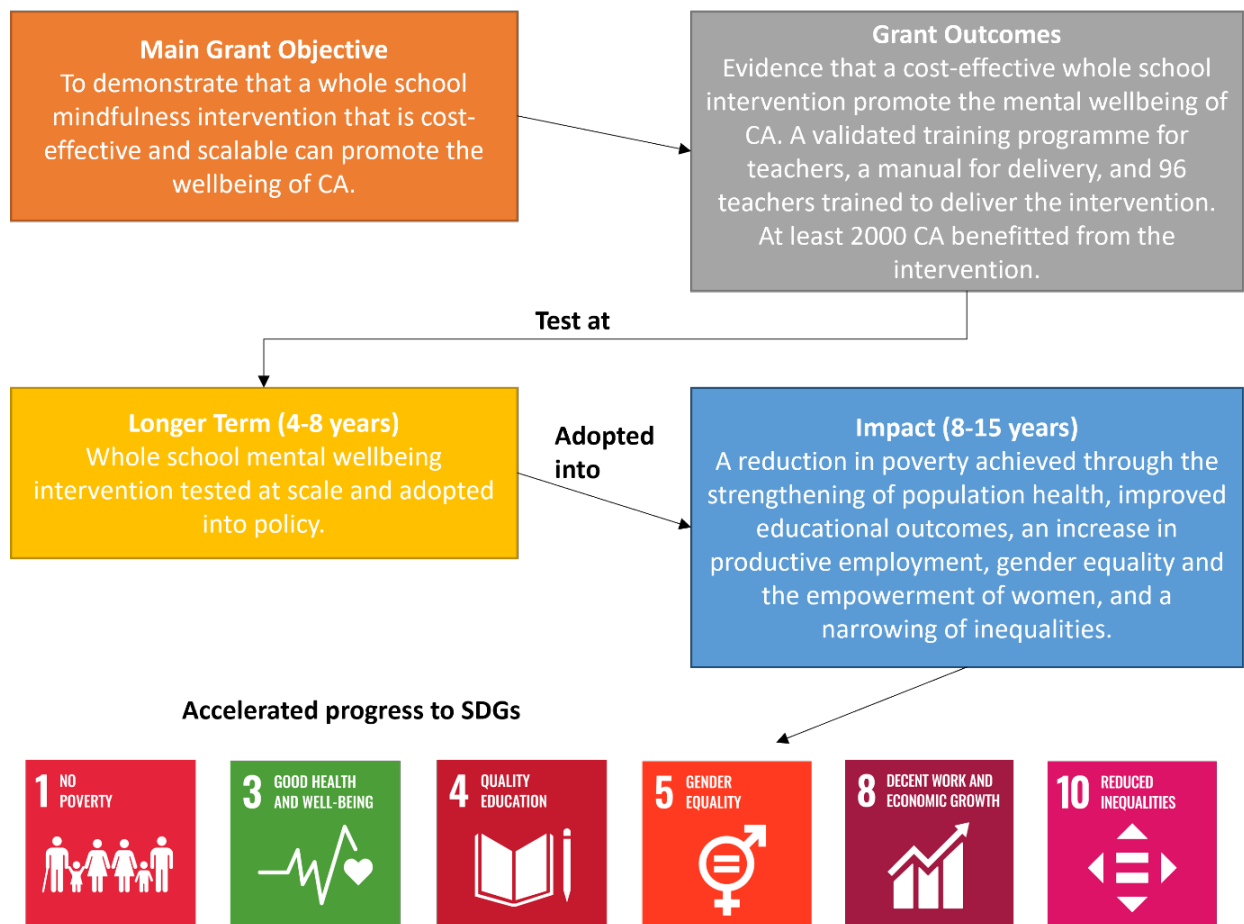 Main Grant Objective
To demonstrate that a whole school
mindfulness intervention that is cost-
effective and scalable can promote the
wellbeing of CA.
Grant Outcomes
Evidence that a cost-effective whole school
intervention promote the mental wellbeing of
CA. A validated training programme for
teachers, a manual for delivery, and 96
teachers trained to deliver the intervention.
At least 2000 CA benefitted from the
intervention.
Test at
Longer Term (4-8 years)
Whole school mental wellbeing
intervention tested at scale and adopted
into policy.
Adopted
into
Impact (8-15 years)
A reduction in poverty achieved through the
strengthening of population health, improved
educational outcomes, an increase in
productive employment, gender equality and
the empowerment of women, and a
narrowing of inequalities.
Accelerated progress to SDGs
1 NO
POVERTY
3 GOOD HEALTH
AND WELL-BEING
4 QUALITY
EDUCATION
5 GENDER
EQUALITY
8 DECENT WORK AND
ECONOMIC GROWTH
10 REDUCED
INEQUALITIES